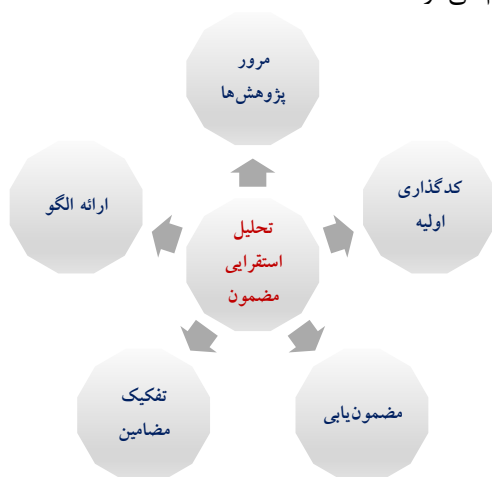 مرور
پژوهش‌ها
کدگذاری
اولیه
ارائه الگو
تحلیل
استقرایی
مضمون
تفکیک
مضامین
مضمون‌یابی